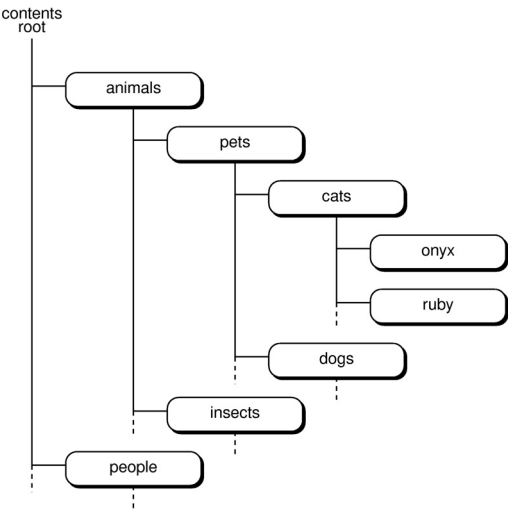 contents
root
animals
pets
cats
onyx
ruby
dogs
insects
people